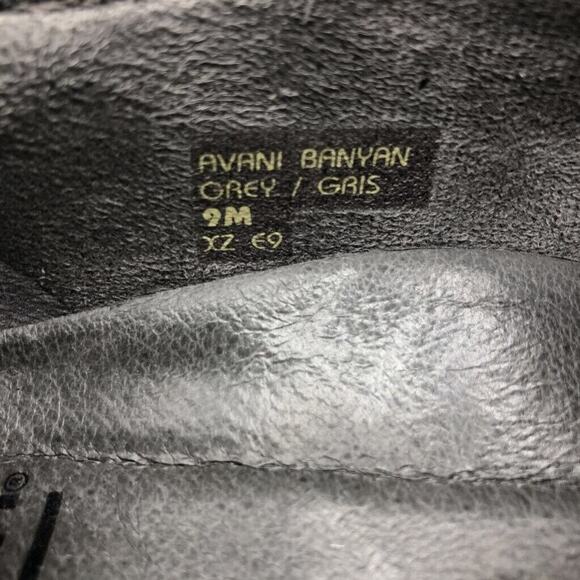 AVANI BANYAN
GREY / GRIS
9M
XZ E9
®